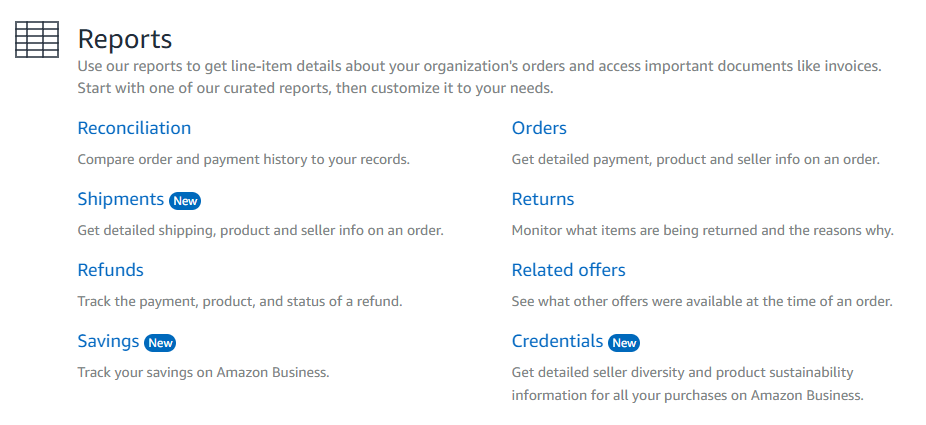 Reports
Use our reports to get line-item details about your organization's orders and access important documents like invoices.
Start with one of our curated reports, then customize it to your needs.
Reconciliation
Compare order and payment history to your records.
Orders
Get detailed payment, product and seller info on an order.
Shipments New
Get detailed shipping, product and seller info on an order.
Returns
Monitor what items are being returned and the reasons why.
Refunds
Track the payment, product, and status of a refund.
Related offers
See what other offers were available at the time of an order.
Savings New
Track your savings on Amazon Business.
Credentials New
Get detailed seller diversity and product sustainability
information for all your purchases on Amazon Business.